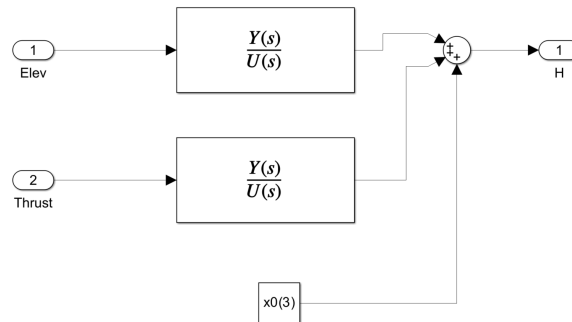 1
Elev
Y(s)
U(s)
+
+
+
1
H
2
Thrust
Y(s)
U(s)
x0(3)